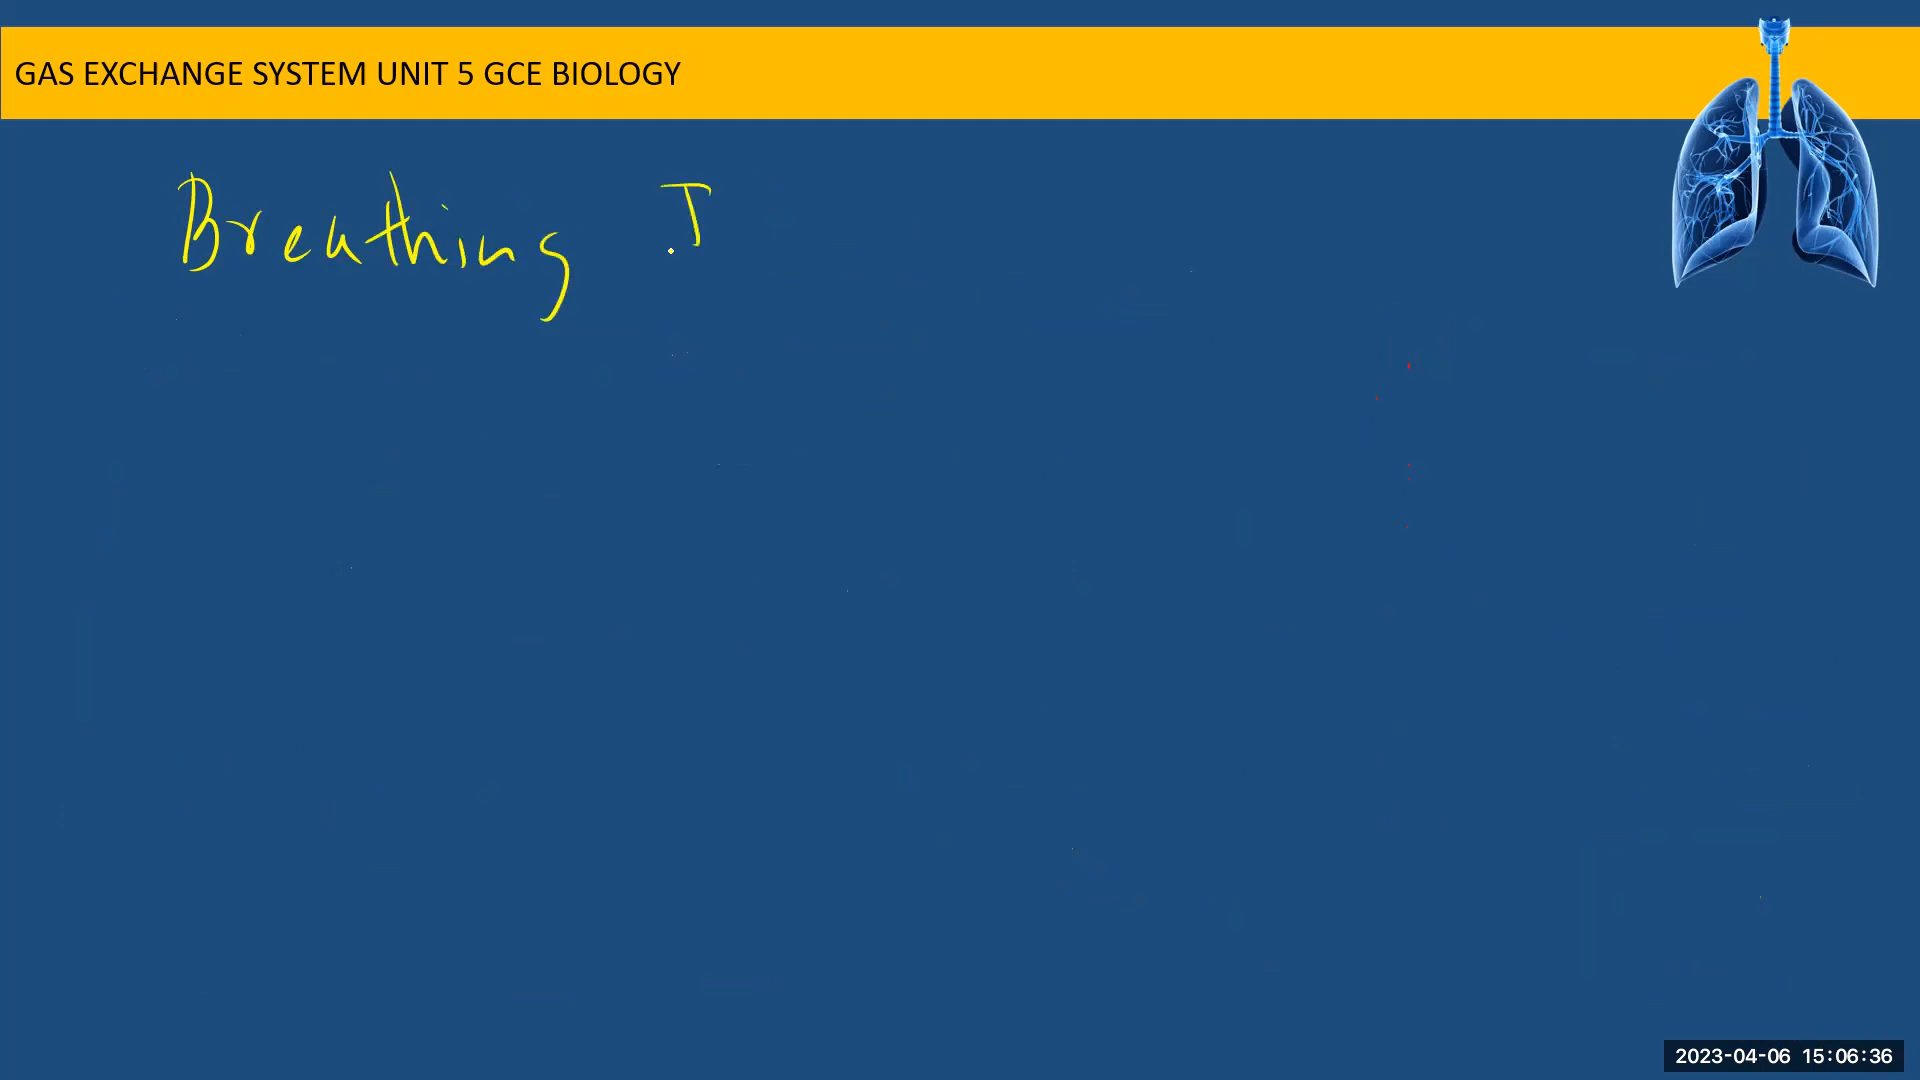 GAS EXCHANGE SYSTEM UNIT 5 GCE BIOLOGY
Breathing I
2023-04-06 15:06:36